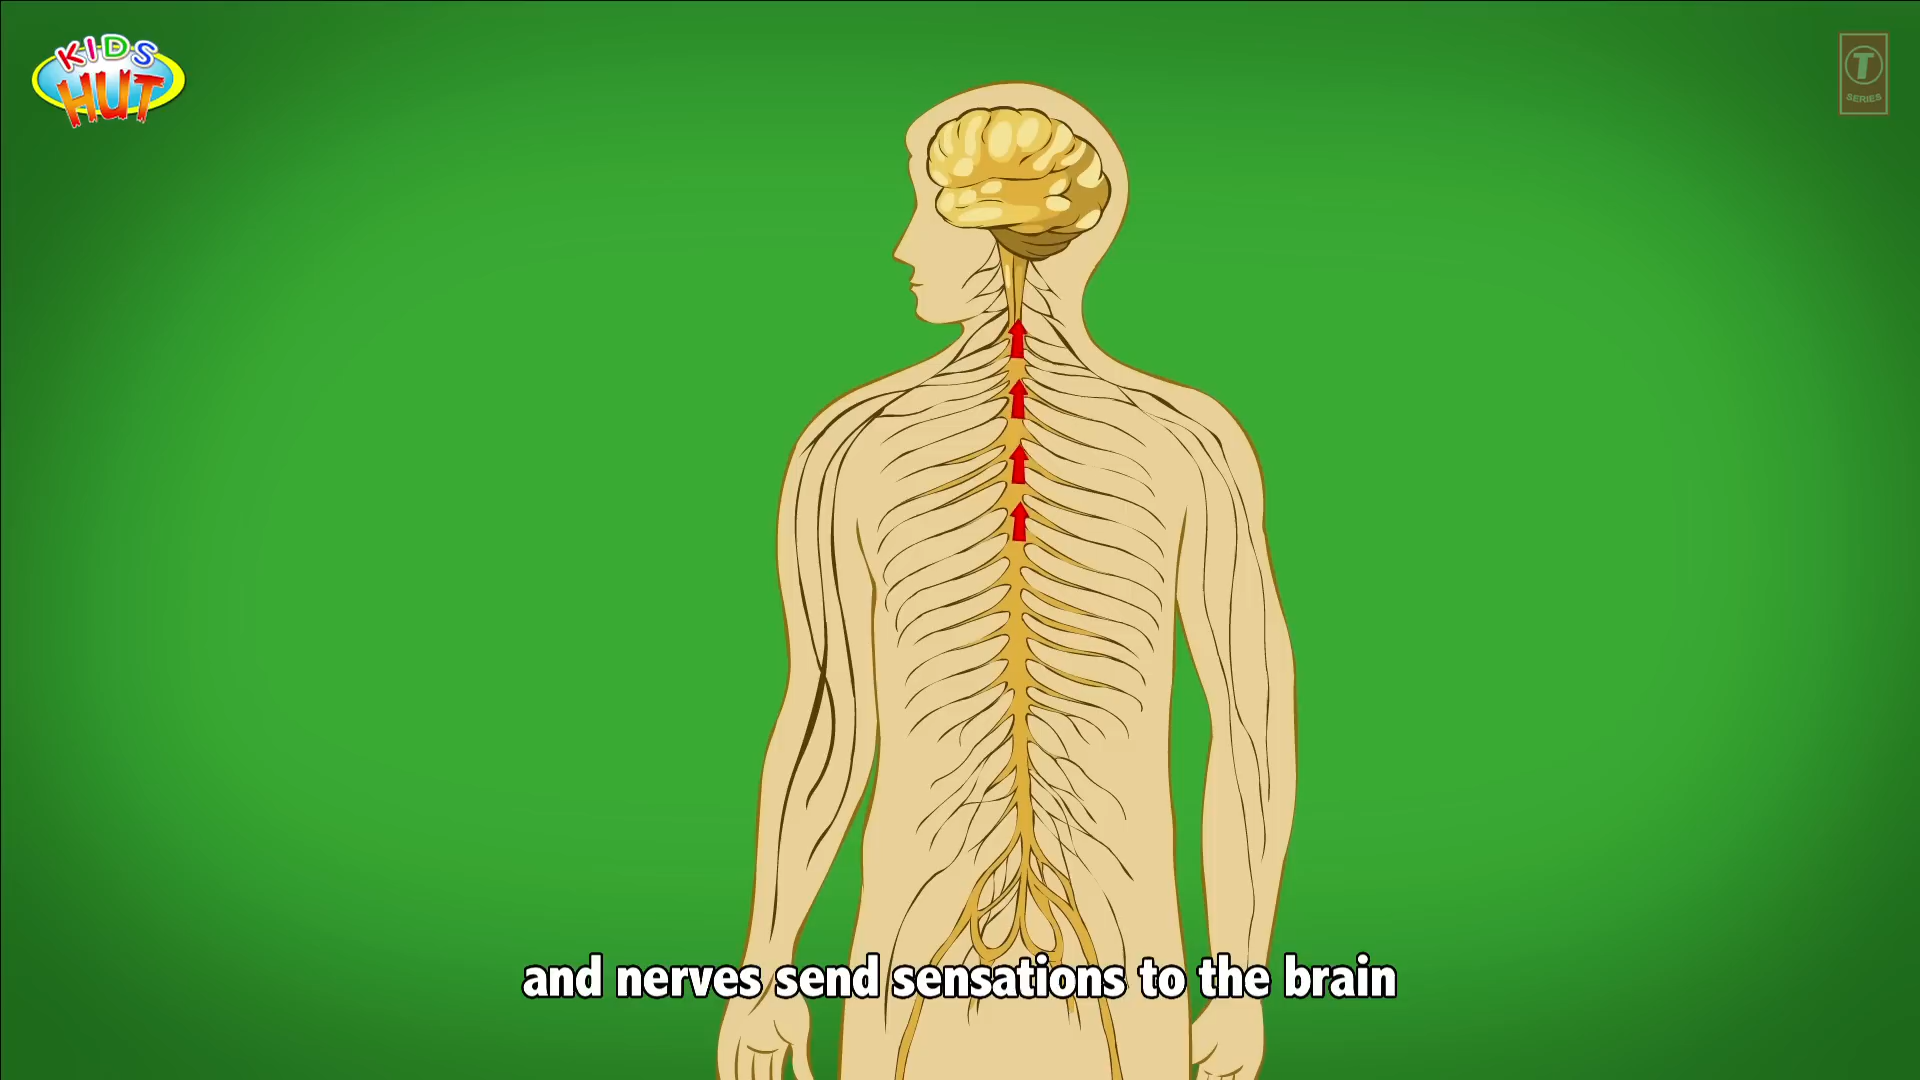 KIDS
HUT
T
SERIES
and nerves send sensations to the brain